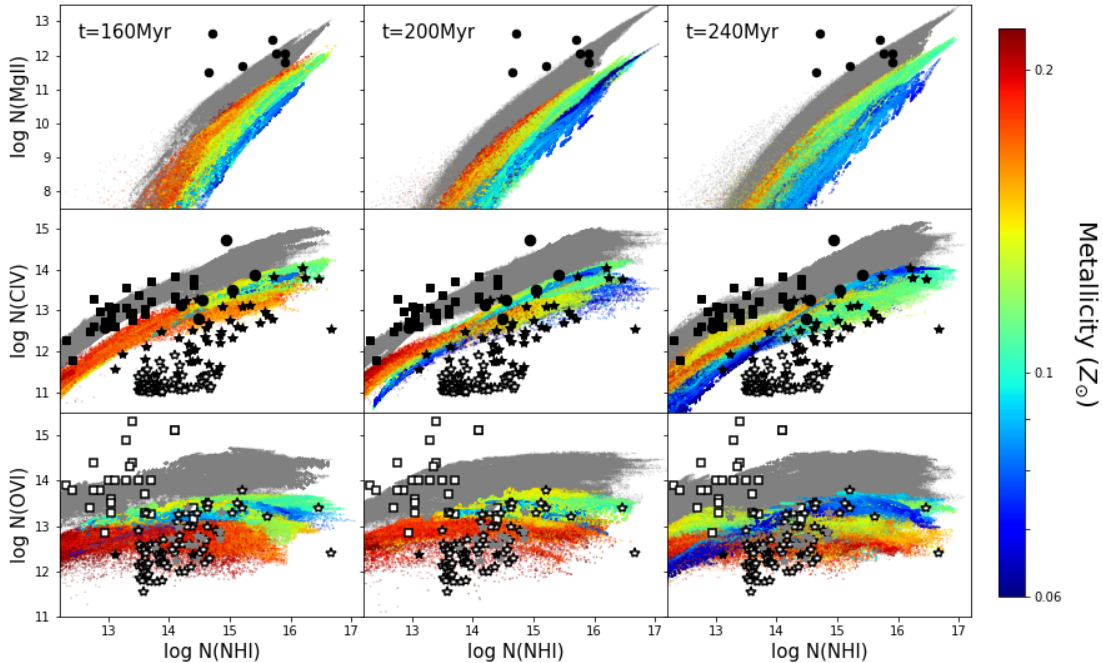 t=160Myr
t=200Myr
t=240Myr
log N(MgII)
13
12
11
10
9
8
log N(CIV)
15
14
13
12
11
log N(OVI)
15
14
13
12
11
13 14 15 16 17
13 14 15 16 17
13 14 15 16 17
log N(NHI)
log N(NHI)
log N(NHI)
0.2
0.1
0.06
Metallicity (Z⊙)